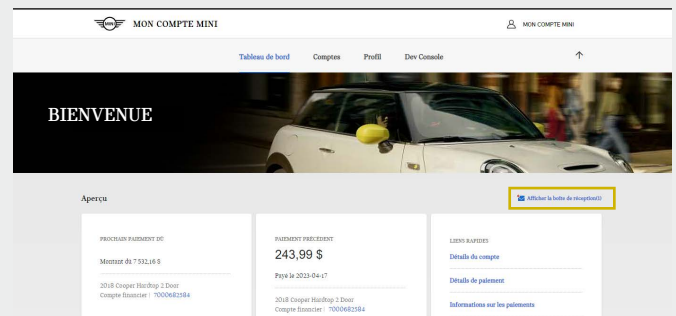 MINI
MON COMPTE MINI
MON COMPTE MINI
Tableau de bord
Comptes
Profil
Dev Console
BIENVENUE
Aperçu
Afficher la boîte de réception(1)
PROCHAIN PAIEMENT DÛ
Montant dû 7 532,16 $
2018 Cooper Hardtop 2 Door
Compte financier : 7000682584
PAIEMENT PRÉCÉDENT
243,99 $
Payé le 2023-04-17
2018 Cooper Hardtop 2 Door
Compte financier : 7000682584
LIENS RAPIDES
Détails du compte
Détails de paiement
Informations sur les paiements